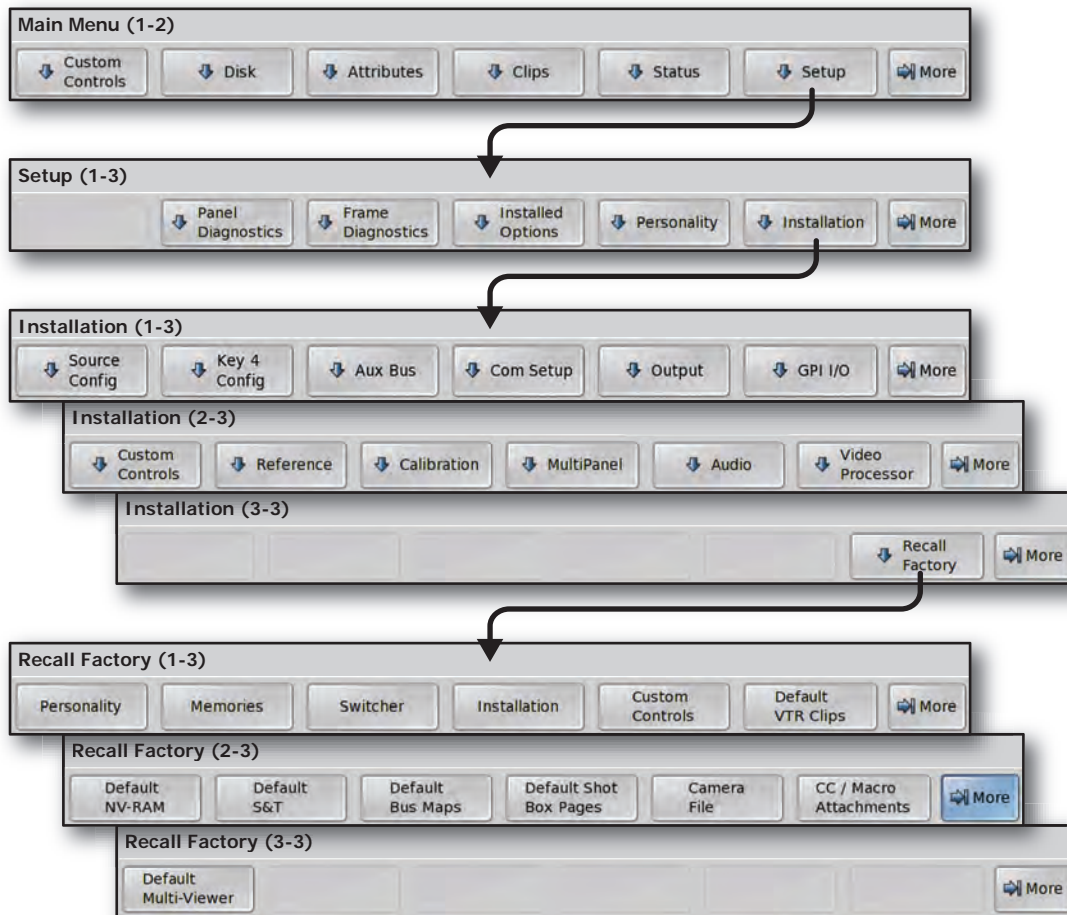 Main Menu (1-2)
Custom
Controls
Disk
Attributes
Clips
Status
Setup
More
Setup (1-3)
Panel
Diagnostics
Frame
Diagnostics
Installed
Options
Personality
Installation
More
Installation (1-3)
Source
Config
Key 4
Config
Aux Bus
Com Setup
Output
GPI I/O
More
Installation (2-3)
Custom
Controls
Reference
Calibration
MultiPanel
Audio
Video
Processor
More
Installation (3-3)
Recall
Factory
More
Recall Factory (1-3)
Personality
Memories
Switcher
Installation
Custom
Controls
Default
VTR Clips
More
Recall Factory (2-3)
Default
NV-RAM
Default
S&T
Default
Bus Maps
Default Shot
Box Pages
Camera
File
CC / Macro
Attachments
More
Recall Factory (3-3)
Default
Multi-Viewer
More